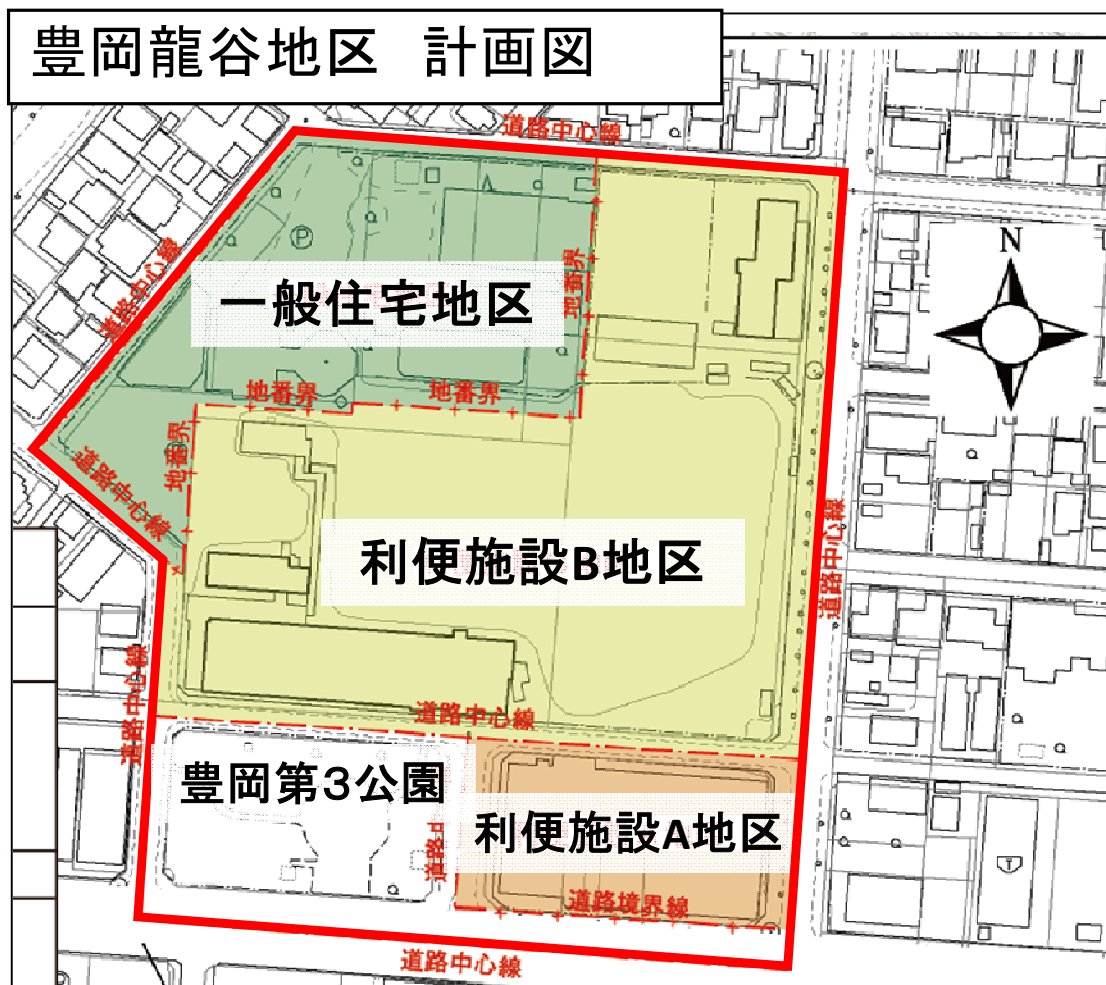 豊岡龍谷地区 計画図
道路中心線
N
P
道路中心線
地番界
一般住宅地区
地番界
地番界
地番界
道路中心線
利便施設B地区
道路中心線
道路中心線
道路中心線
豊岡第3公園
利便施設A地区
道路
道路境界線
道路中心線